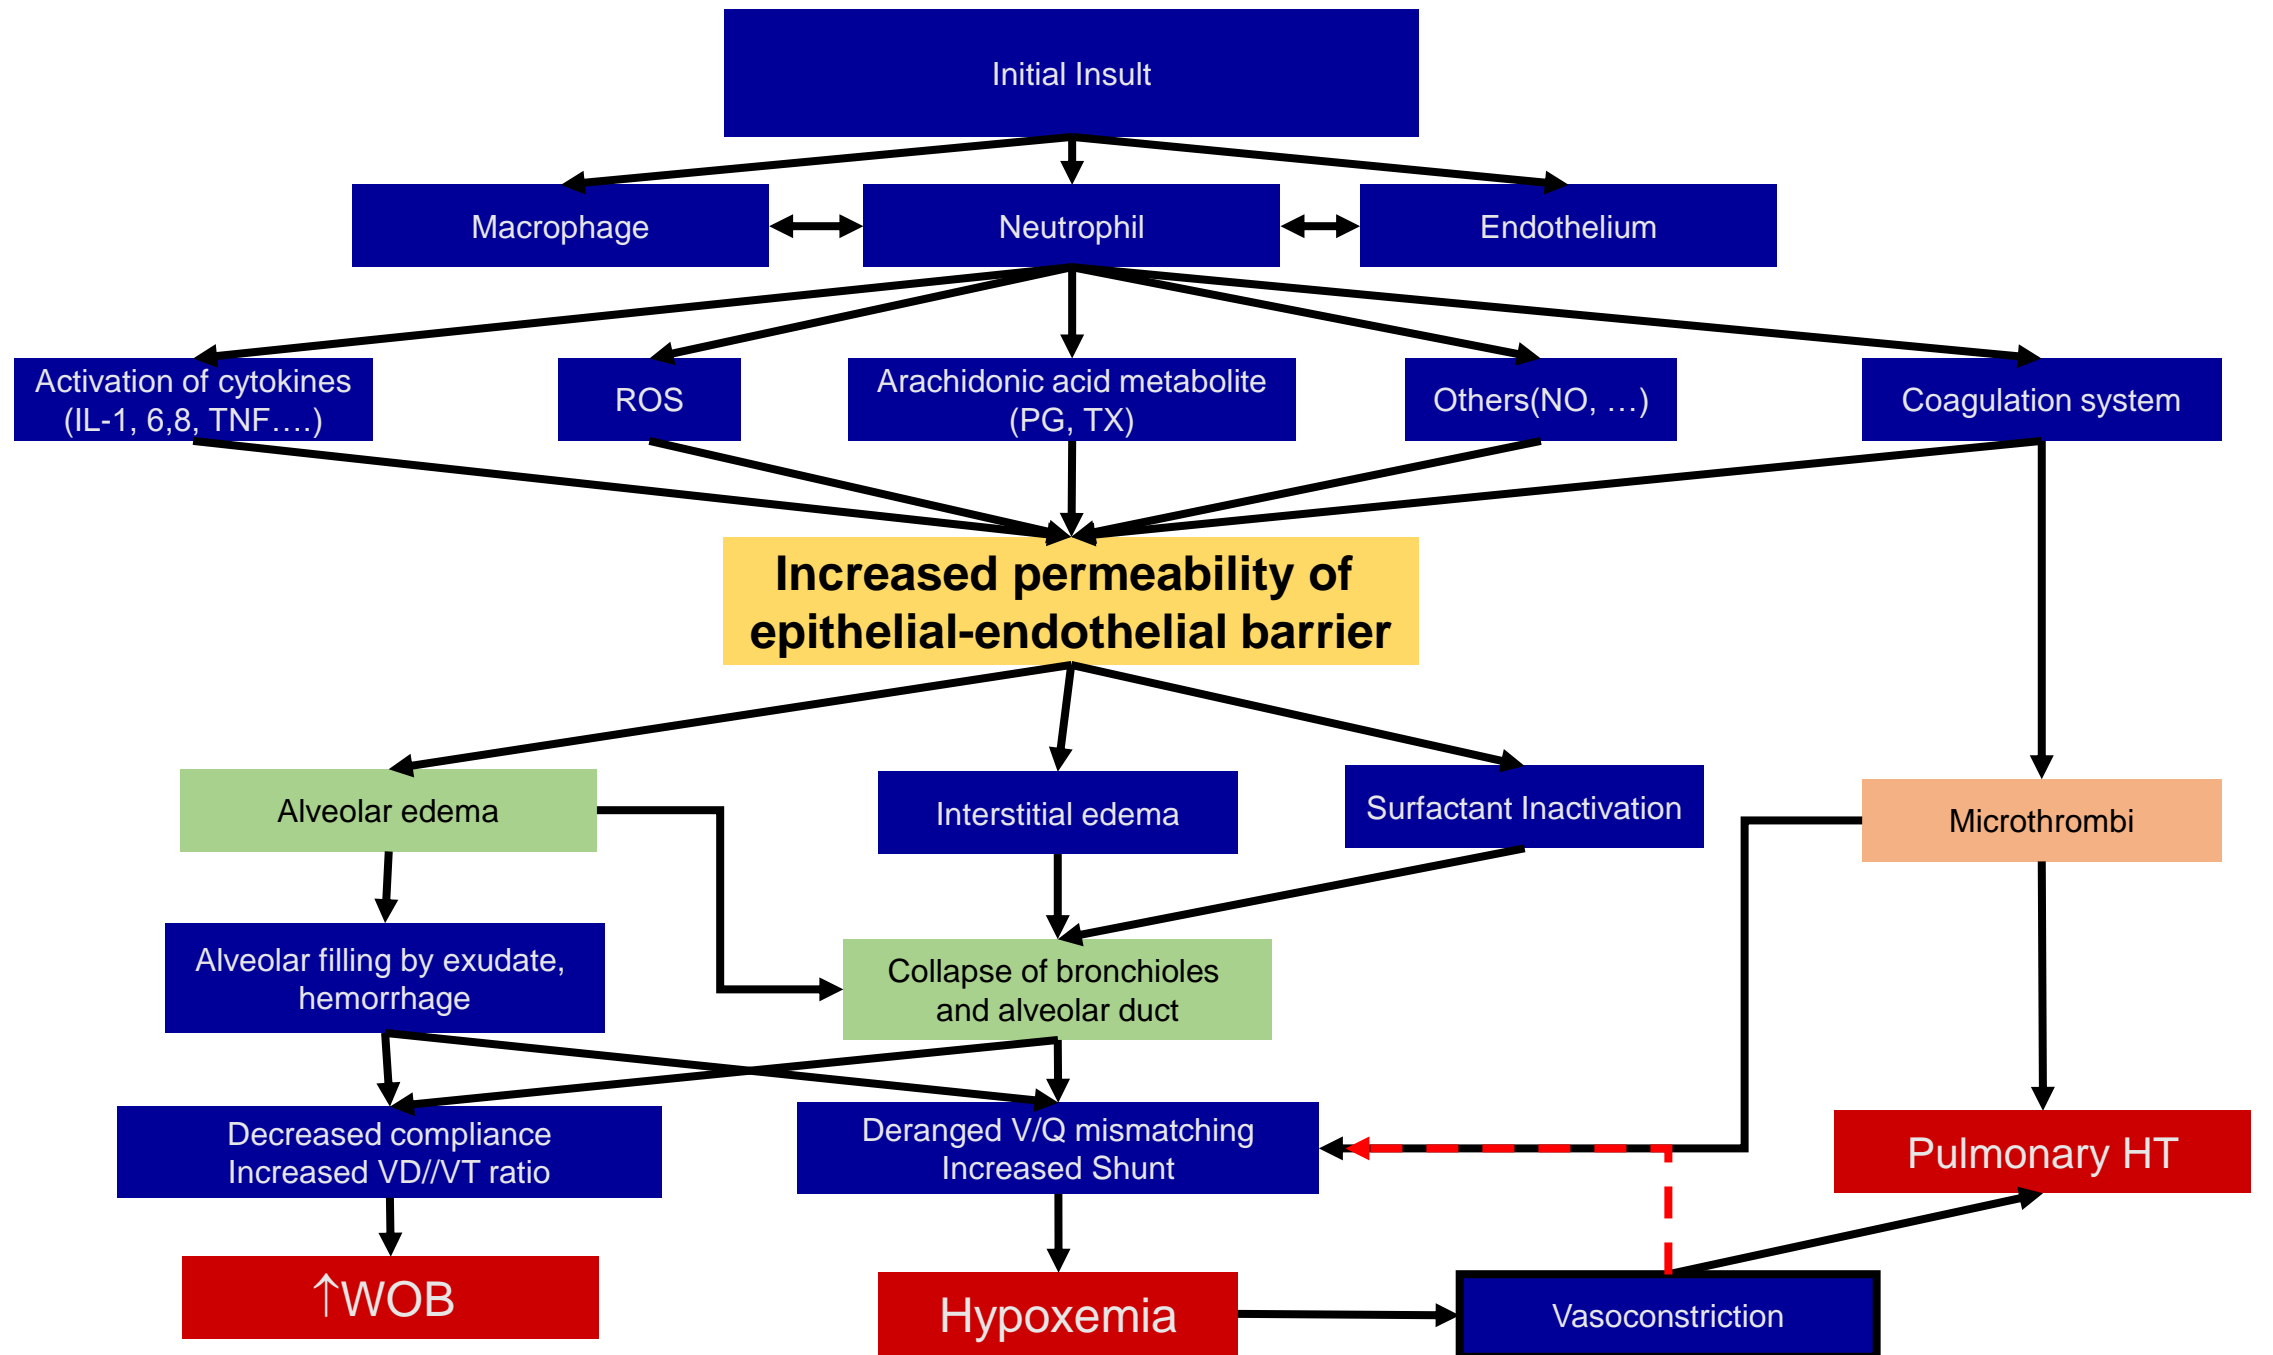 Initial Insult
Macrophage
Neutrophil
Endothelium
Activation of cytokines
(IL-1, 6,8, TNF….)
ROS
Arachidonic acid metabolite
(PG, TX)
Others(NO, …)
Coagulation system
Increased permeability of
epithelial-endothelial barrier
Alveolar edema
Interstitial edema
Surfactant Inactivation
Microthrombi
Alveolar filling by exudate,
hemorrhage
Collapse of bronchioles
and alveolar duct
Decreased compliance
Increased VD//VT ratio
Deranged V/Q mismatching
Increased Shunt
Pulmonary HT
↑WOB
Hypoxemia
Vasoconstriction